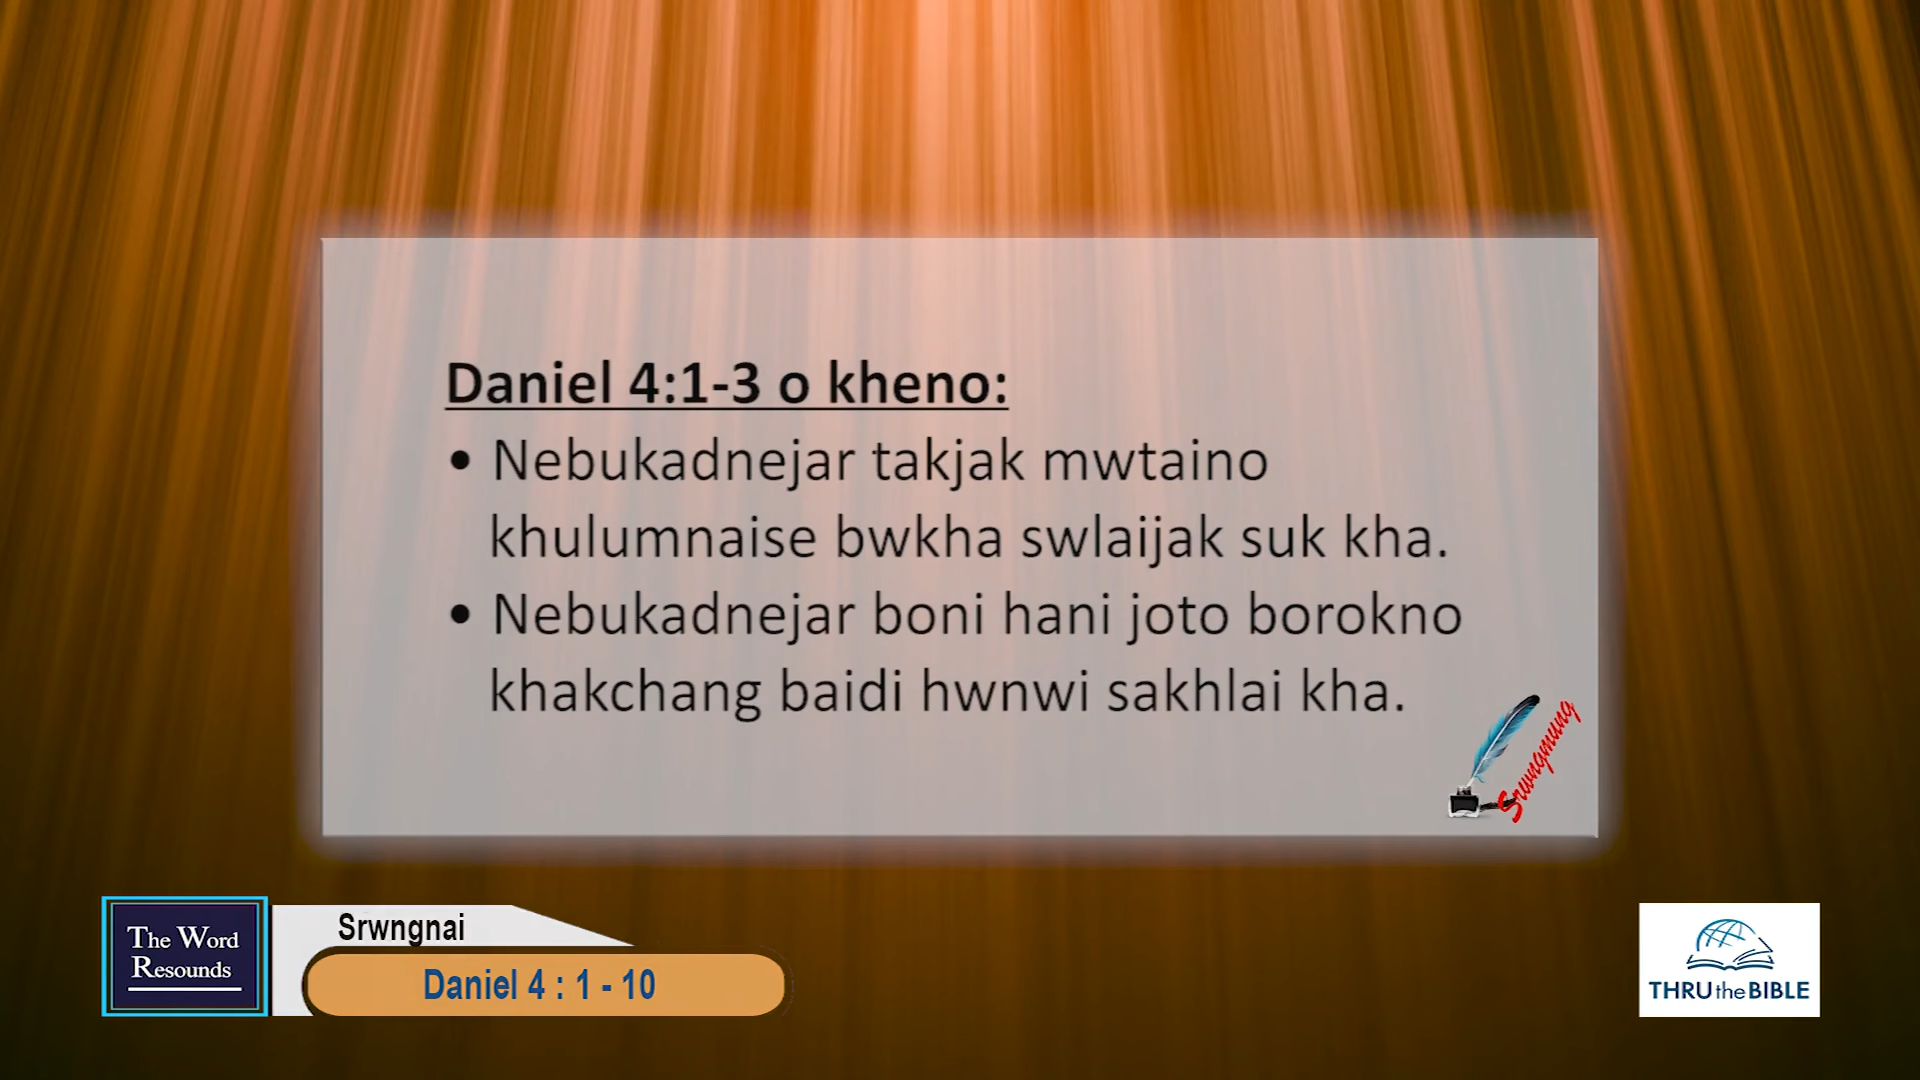 Daniel 4:1-3 o kheno:
• Nebukadnejar takjak mwtaino
khulumnaise bwkha swlaijak suk kha.
• Nebukadnejar boni hani joto borokno
khakchang baidi hwnwi sakhlai kha.
Srwngmung
The Word
Resounds
Srwngnai
Daniel 4 : 1 - 10
THRU the BIBLE